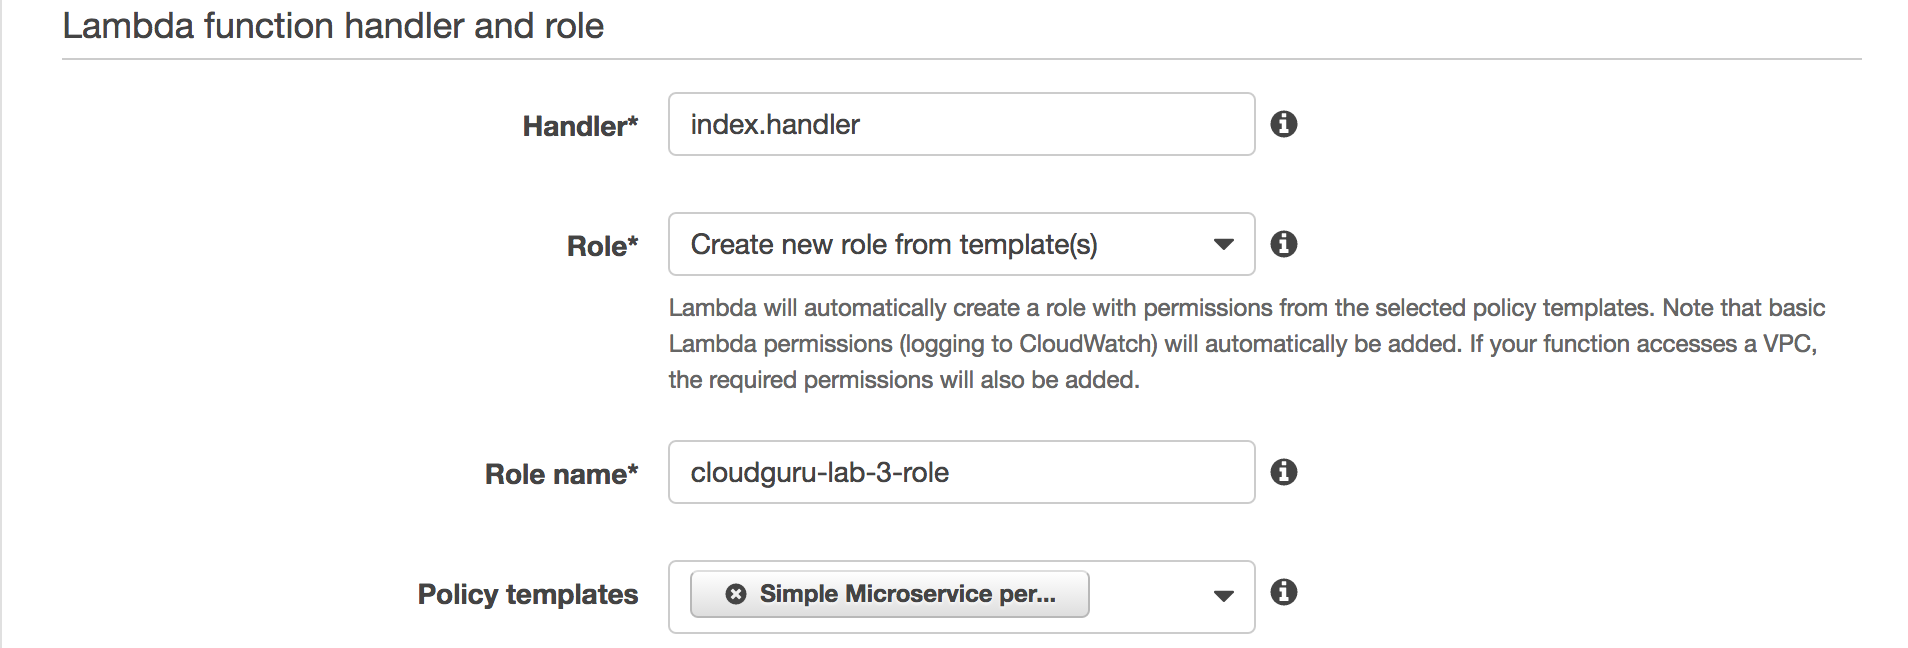 Lambda function handler and role
Handler*
index.handler
Role*
Create new role from template(s)
Lambda will automatically create a role with permissions from the selected policy templates. Note that basic
Lambda permissions (logging to CloudWatch) will automatically be added. If your function accesses a VPC,
the required permissions will also be added.
Role name*
cloudguru-lab-3-role
Policy templates
Simple Microservice per...